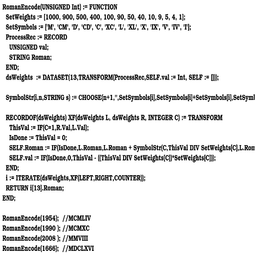 RomanEncode(UNSIGNED Int) := FUNCTION
SetWeights := [1000, 900, 500, 400, 100, 90, 50, 40, 10, 9, 5, 4, 1];
SetSymbols := ['M', 'CM', 'D', 'CD', 'C', 'XC', 'L', 'XL', 'X', 'IX', 'V', 'IV', 'I'];
ProcessRec := RECORD
UNSIGNED val;
STRING Roman;
END;
dsWeights := DATASET(13,TRANSFORM(ProcessRec,SELF.val := Int, SELF := []));
SymbolStr(i,n,STRING s) := CHOOSE(n+1,'',SetSymbols[i],SetSymbols[i]+SetSymbols[i],SetSymbol
RECORDOF(dsWeights) XF(dsWeights L, dsWeights R, INTEGER C) := TRANSFORM
ThisVal := IF(C=1,R.Val,L.Val);
IsDone := ThisVal = 0;
SELF.Roman := IF(IsDone,L.Roman,L.Roman + SymbolStr(C,ThisVal DIV SetWeights[C],L.Rom
SELF.val := IF(IsDone,0,ThisVal - ((ThisVal DIV SetWeights[C])*SetWeights[C]));
END;
i := ITERATE(dsWeights,XF(LEFT,RIGHT,COUNTER));
RETURN i[13].Roman;
END;
RomanEncode(1954); //MCMLIV
RomanEncode(1990 ); //MCMXC
RomanEncode(2008 ); //MMVIII
RomanEncode(1666); //MDCLXVI